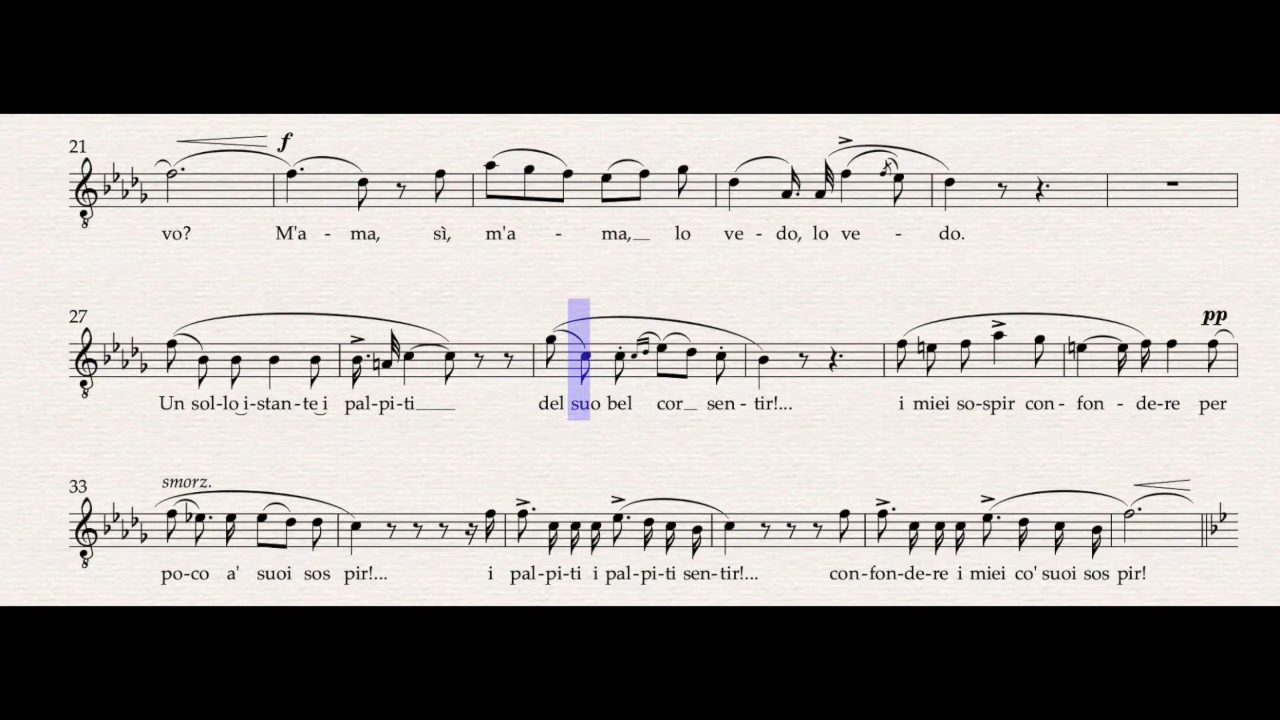 21
f
vo? M'a - ma, sì, m'a - ma,__ lo ve - do, lo ve - do.
27
pp
Un sol-lo‿i-stan-te‿i pal-pi-ti____ del suo bel cor_ sen-tir!... i miei so-spir con-fon - de-re per
33
smorz.
po-co a' suoi sos pir!... i pal-pi-ti i pal-pi-ti sen-tir!... con-fon-de-re i miei co' suoi sos pir!